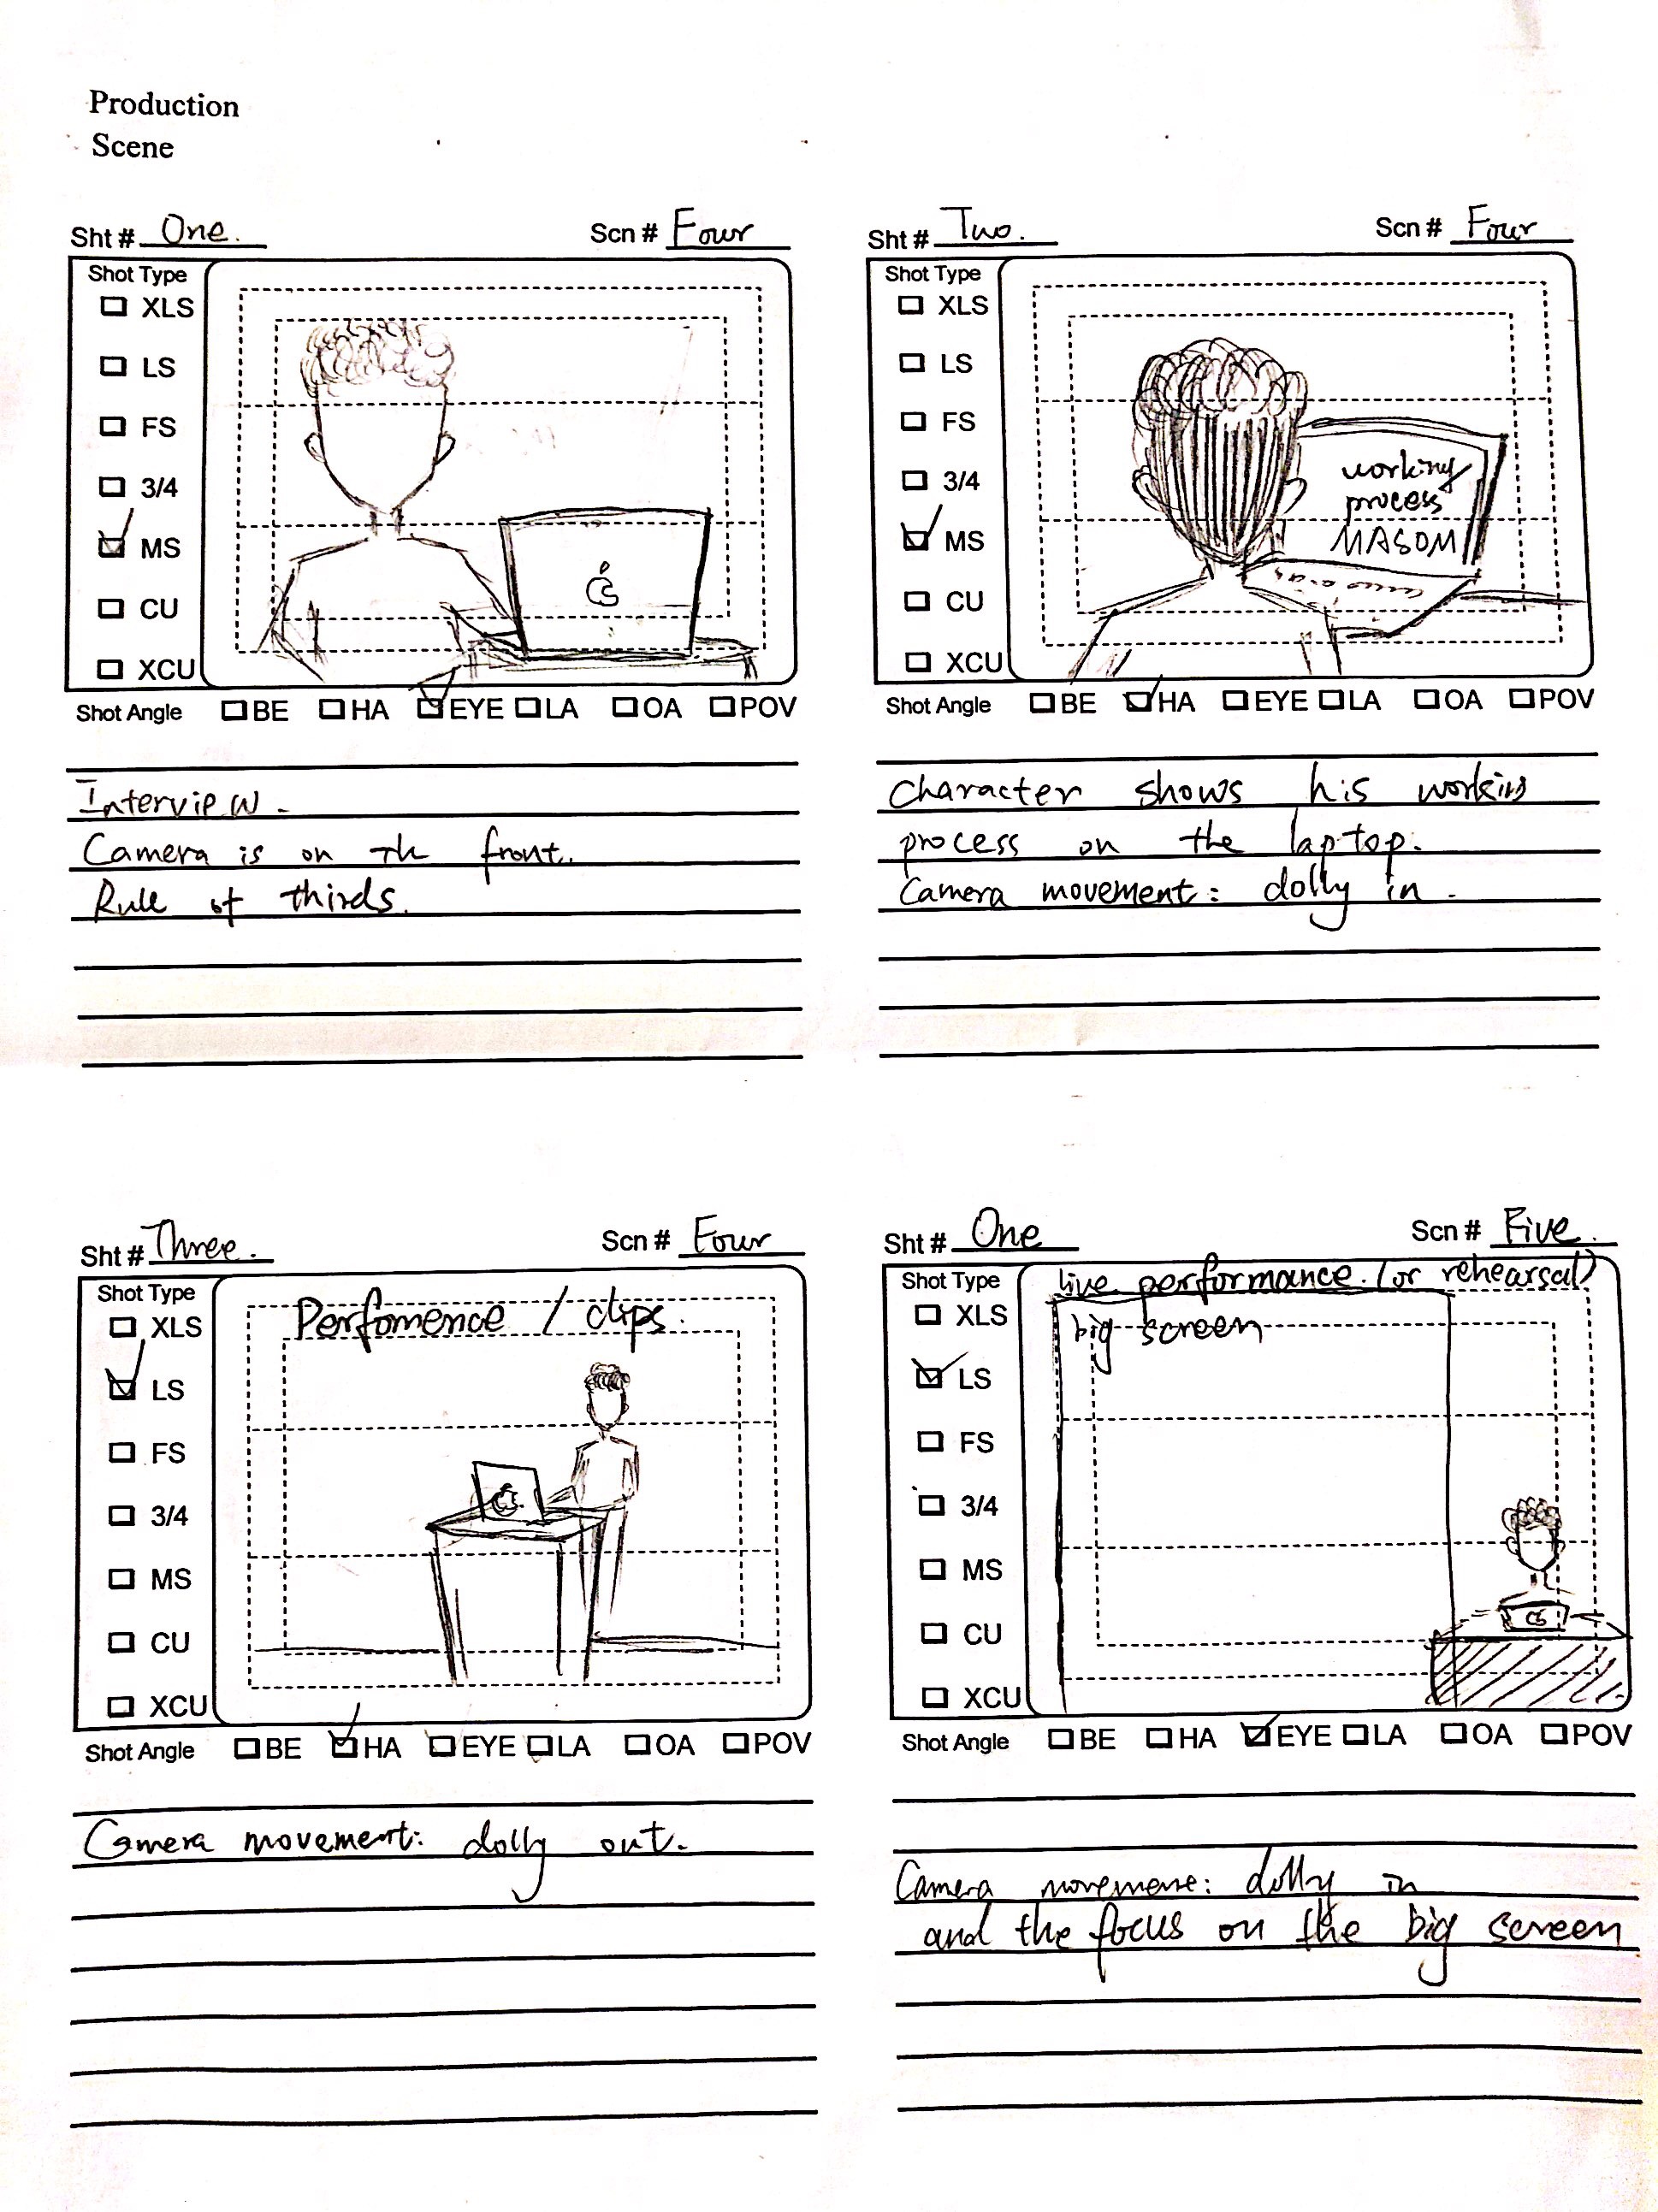 Production
Scene
Sht # One.
Scn # Four
Shot Type
XLS
LS
FS
3/4
MS
CU
XCU
Shot Angle BE HA EYE LA OA POV
Interview.
Camera is on the front.
Rule of thirds.
Sht # Two.
Scn # Four
Shot Type
XLS
LS
FS
3/4
MS
CU
XCU
working
process
MASOM
Shot Angle BE HA EYE LA OA POV
Character shows his working
process on the laptop.
Camera movement: dolly in.
Sht # Three.
Scn # Four
Shot Type
XLS
LS
FS
3/4
MS
CU
XCU
Perfomence / clips.
Shot Angle BE HA EYE LA OA POV
Camera movement: dolly out.
Sht # One
Scn # Five.
Shot Type
XLS
LS
FS
3/4
MS
CU
XCU
live performance. (or rehearsal)
big screen
Shot Angle BE HA EYE LA OA POV
Camera movement: dolly in
and the focus on the big screen